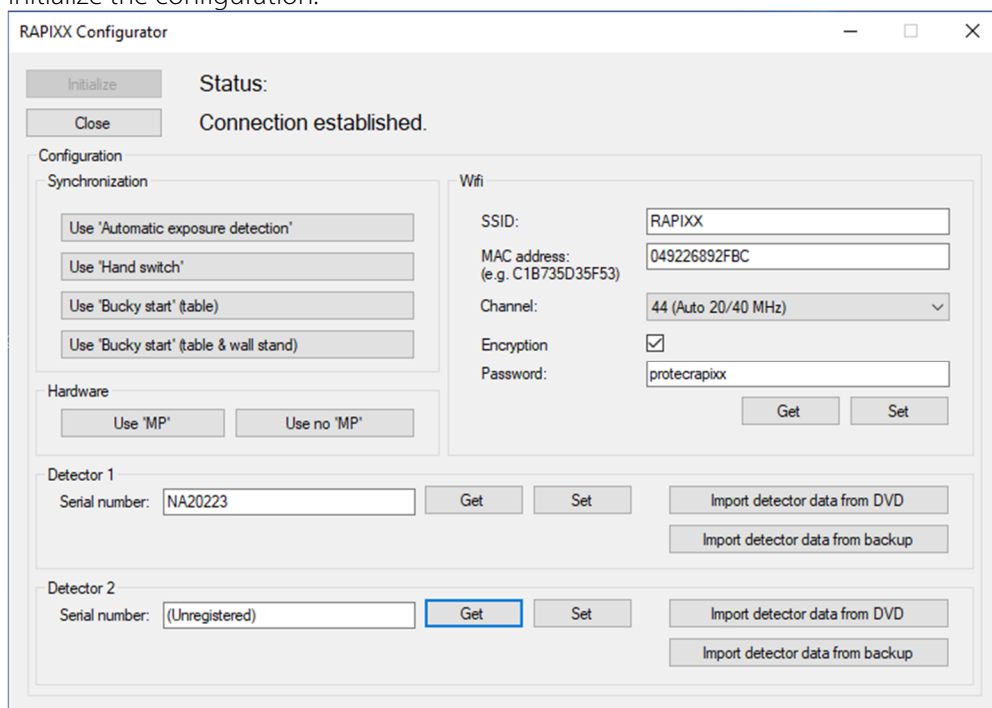 initialize the configuration.
RAPIXX Configurator
Initialize
Status:
Close
Connection established.
Configuration
Synchronization
Use 'Automatic exposure detection'
Use 'Hand switch'
Use 'Bucky start' (table)
Use 'Bucky start' (table & wall stand)
Hardware
Use 'MP'
Use no 'MP'
Wifi
SSID:
RAPIXX
MAC address:
(e.g. C1B735D35F53)
049226892FBC
Channel:
44 (Auto 20/40 MHz)
Encryption
Password:
protecrapixx
Get
Set
Detector 1
Serial number:
NA20223
Get
Set
Import detector data from DVD
Import detector data from backup
Detector 2
Serial number:
(Unregistered)
Get
Set
Import detector data from DVD
Import detector data from backup